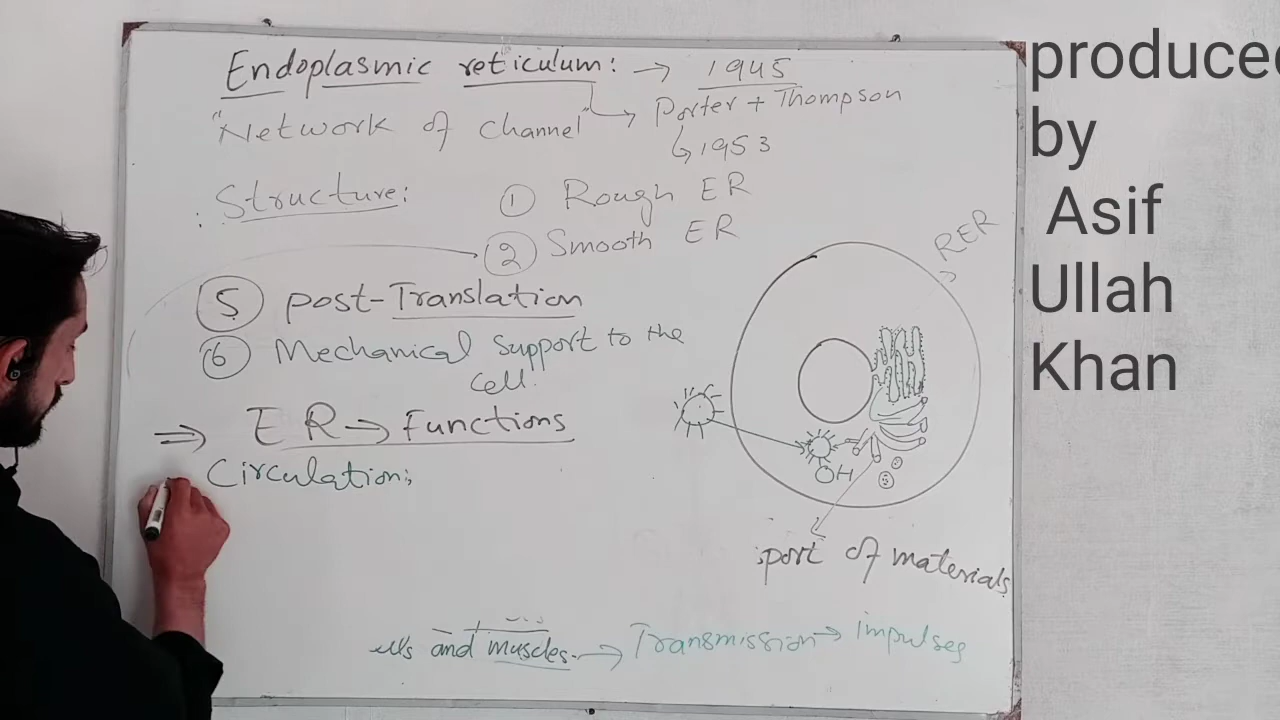 Endoplasmic reticulum: → 1945
"Network of channel" → Porter + Thompson
↳ 1953
Structure:
① Rough ER
② Smooth ER
RER
⑤ post-Translation
⑥ Mechanical Support to the
Cell.
⇒ ER → Functions
Circulation:
OH
port of materials
and muscles. → Transmission → impulses
produced
by
Asif
Ullah
Khan